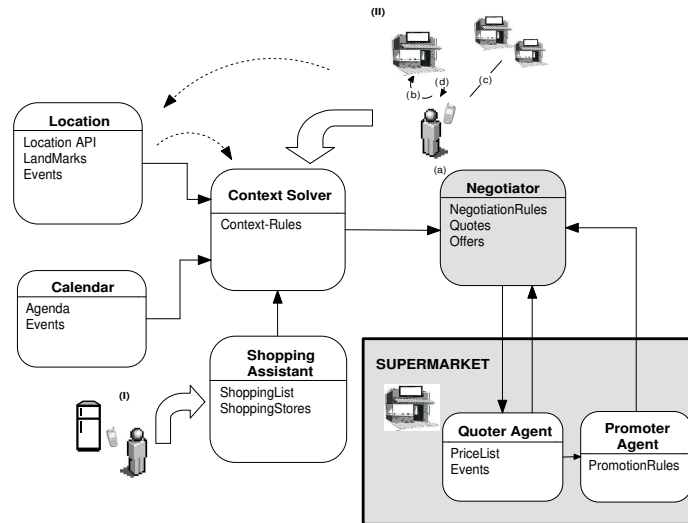 (II)
(d)
(b)
(c)
(a)
Location
Location API
LandMarks
Events
Context Solver
Context-Rules
Negotiator
NegotiationRules
Quotes
Offers
Calendar
Agenda
Events
Shopping
Assistant
ShoppingList
ShoppingStores
(I)
SUPERMARKET
Quoter Agent
PriceList
Events
Promoter
Agent
PromotionRules